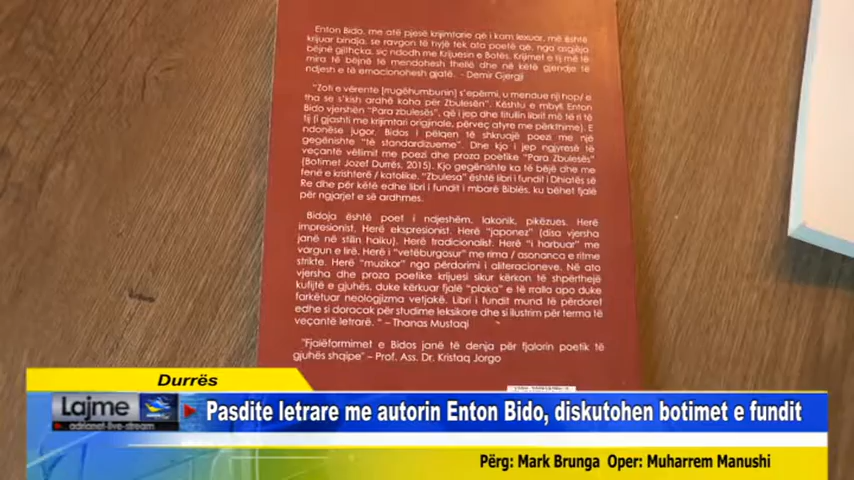 Enton Bido, me atë pjesë krijimtarie që i kam lexuar, më është
krijuar bindja, se rravgon të hyjë tek ata poetë që, nga asgjëja
bëjnë gjithçka, siç ndodh me Krijuesin e Botës. Krijimet e tij më të
mira të bëjnë të mendohesh thellë dhe në këtë gjendje të
ndjesh e të emocionohesh gjatë. - Demir Gjergji
"Zoti e vërente [rrugëhumbunin] s'epërmi, u mendue nji hop/ e
tha se s'kish ardhë koha për Zbulesën". Kështu e mbyll Enton
Bido vjershën "Para zbulesës", që i jep dhe titullin librit më të ri të
tij (i gjashti me krijimtari origjinale, përveç atyre me përkthime). E
ndonëse jugor, Bidos i pëlqen të shkruajë poezi me një
gegënishte "të standardizueme". Dhe kjo i jep ngjyresë të
veçantë vëllimit me poezi dhe proza poetike "Para Zbulesës"
(Botimet Jozef Durrës, 2015). Kjo gegënishte ka të bëjë dhe me
fenë e krishterë / katolike. "Zbulesa" është libri i fundit i Dhiatës së
Re dhe për këtë edhe libri i fundit i mbarë Biblës, ku bëhet fjalë
për ngjarjet e së ardhmes.
Bidoja është poet i ndjeshëm, lakonik, pikëzues. Herë
impresionist. Herë ekspresionist. Herë "japonez" (disa vjersha
janë në stilin haiku). Herë tradicionalist. Herë "i harbuar" me
vargun e lirë. Herë i "vetëburgosur" me rima / asonanca e ritme
strikte. Herë "muzikor" nga përdorimi i aliteracioneve. Në ato
vjersha dhe proza poetike krijuesi sikur kërkon të shpërthejë
kufijtë e gjuhës, duke kërkuar fjalë "plaka" e të rralla apo duke
farkëtuar neologjizma vetjakë. Libri i fundit mund të përdoret
edhe si doracak për studime leksikore dhe si ilustrim për terma të
veçantë letrarë. " – Thanas Mustaqi
"Fjalëformimet e Bidos janë të denja për fjalorin poetik të
gjuhës shqipe" – Prof. Ass. Dr. Kristaq Jorgo
Durrës
Lajme
adrianet-live-stream
Pasdite letrare me autorin Enton Bido, diskutohen botimet e fundit
Përg: Mark Brunga Oper: Muharrem Manushi